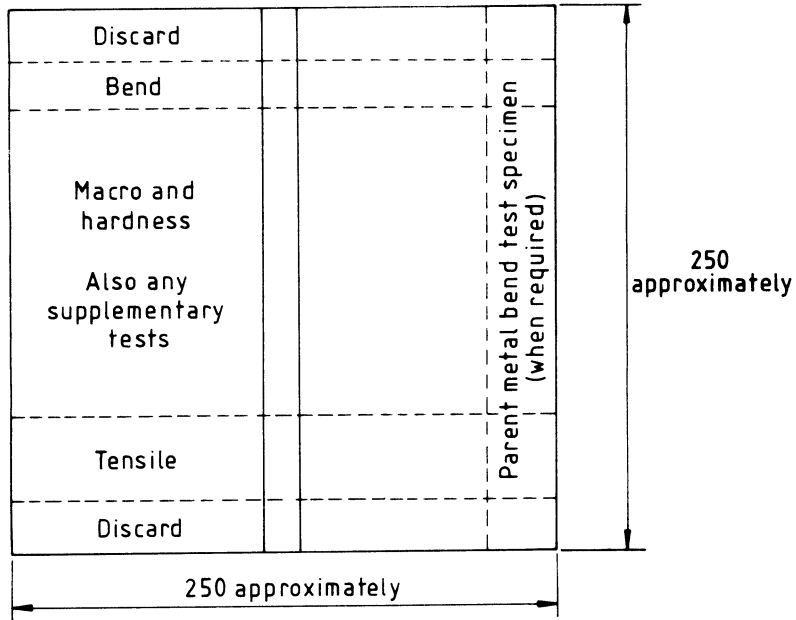 Discard
Bend
Macro and
hardness
Also any
supplementary
tests
Tensile
Discard
Parent metal bend test specimen
(when required)
250
approximately
250 approximately